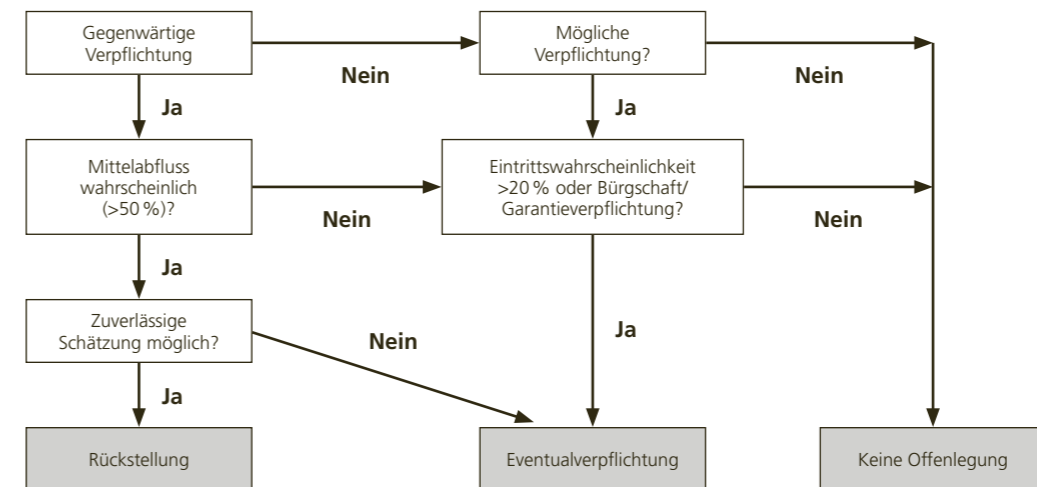 Gegenwärtige
Verpflichtung
Nein
Mögliche
Verpflichtung?
Nein
Ja
Ja
Mittelabfluss
wahrscheinlich
(>50 %)?
Nein
Eintrittswahrscheinlichkeit
>20 % oder Bürgschaft/
Garantieverpflichtung?
Nein
Ja
Zuverlässige
Schätzung möglich?
Nein
Ja
Ja
Rückstellung
Eventualverpflichtung
Keine Offenlegung